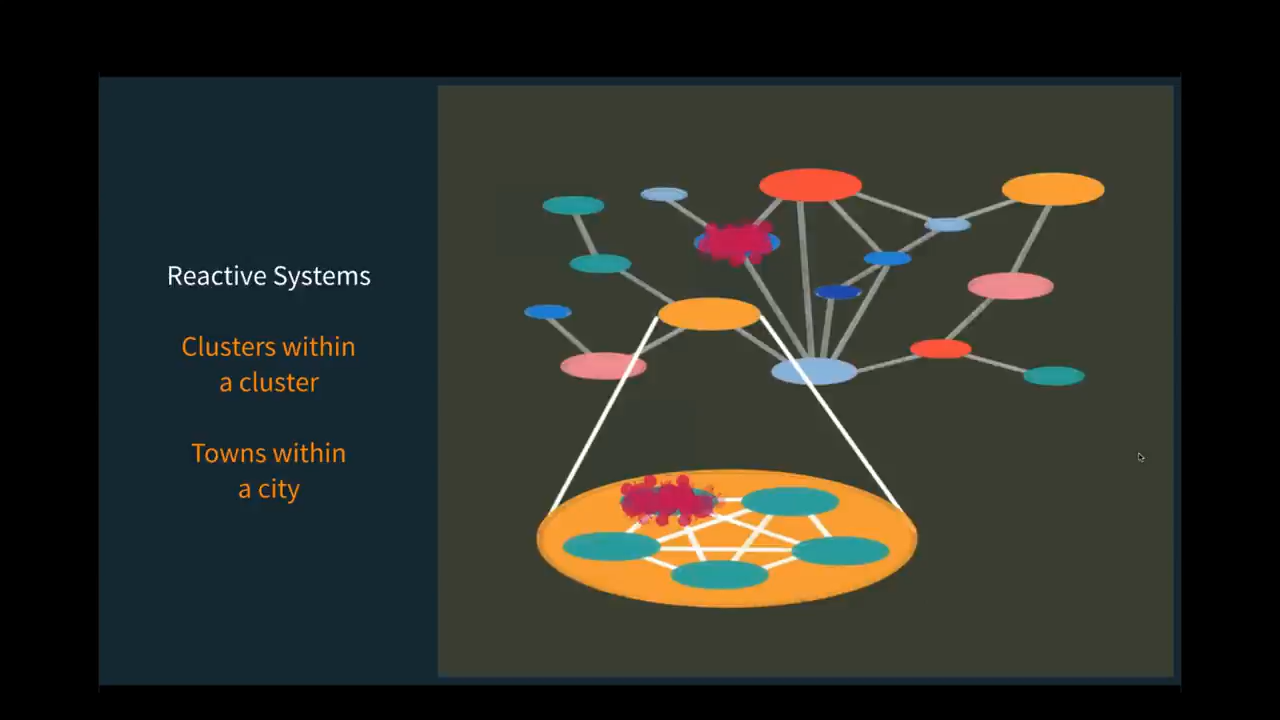 Reactive Systems
Clusters within
a cluster
Towns within
a city